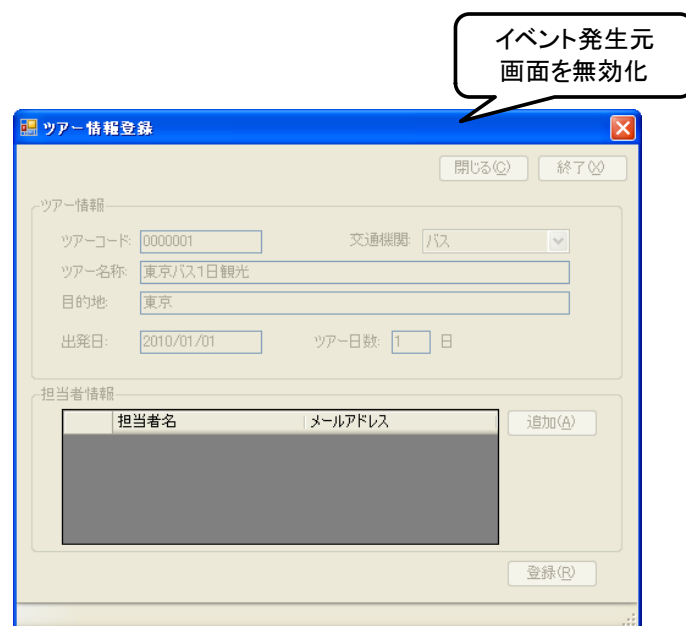 イベント発生元
画面を無効化
ツアー情報登録
閉じる(C) 終了(X)
ツアー情報
ツアーコード: 0000001 交通機関: バス
ツアー名称: 東京バス1日観光
目的地: 東京
出発日: 2010/01/01 ツアー日数: 1 日
担当者情報
担当者名 メールアドレス 追加(A)
登録(R)